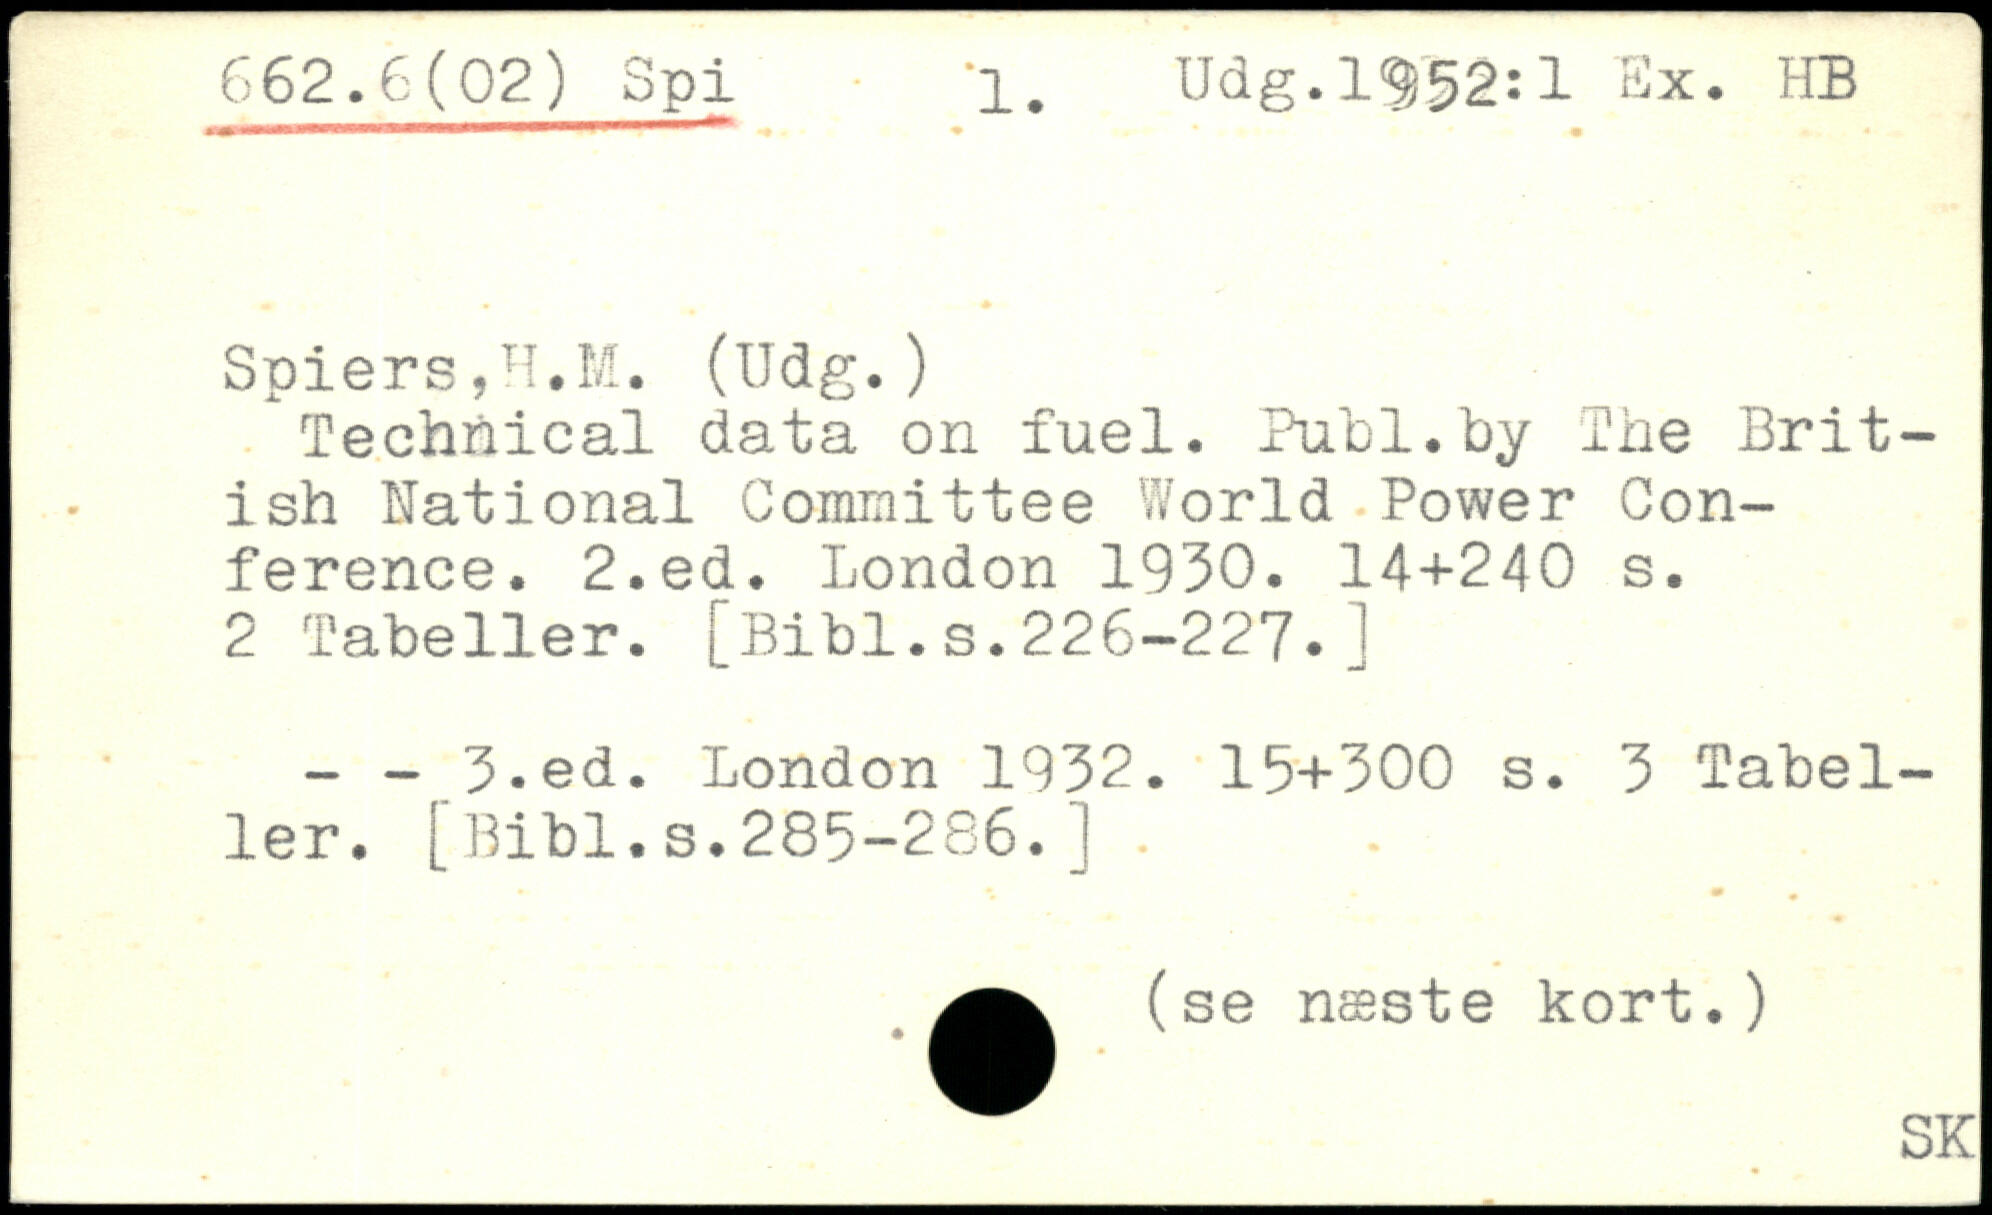 662.6(02) Spi 1. Udg.1952:1 Ex. HB
Spiers,H.M. (Udg.)
Technical data on fuel. Publ.by The Brit-
ish National Committee World Power Con-
ference. 2.ed. London 1930. 14+240 s.
2 Tabeller. [Bibl.s.226-227.]
- - 3.ed. London 1932. 15+300 s. 3 Tabel-
ler. [Bibl.s.285-286.]
(se næste kort.)
SK